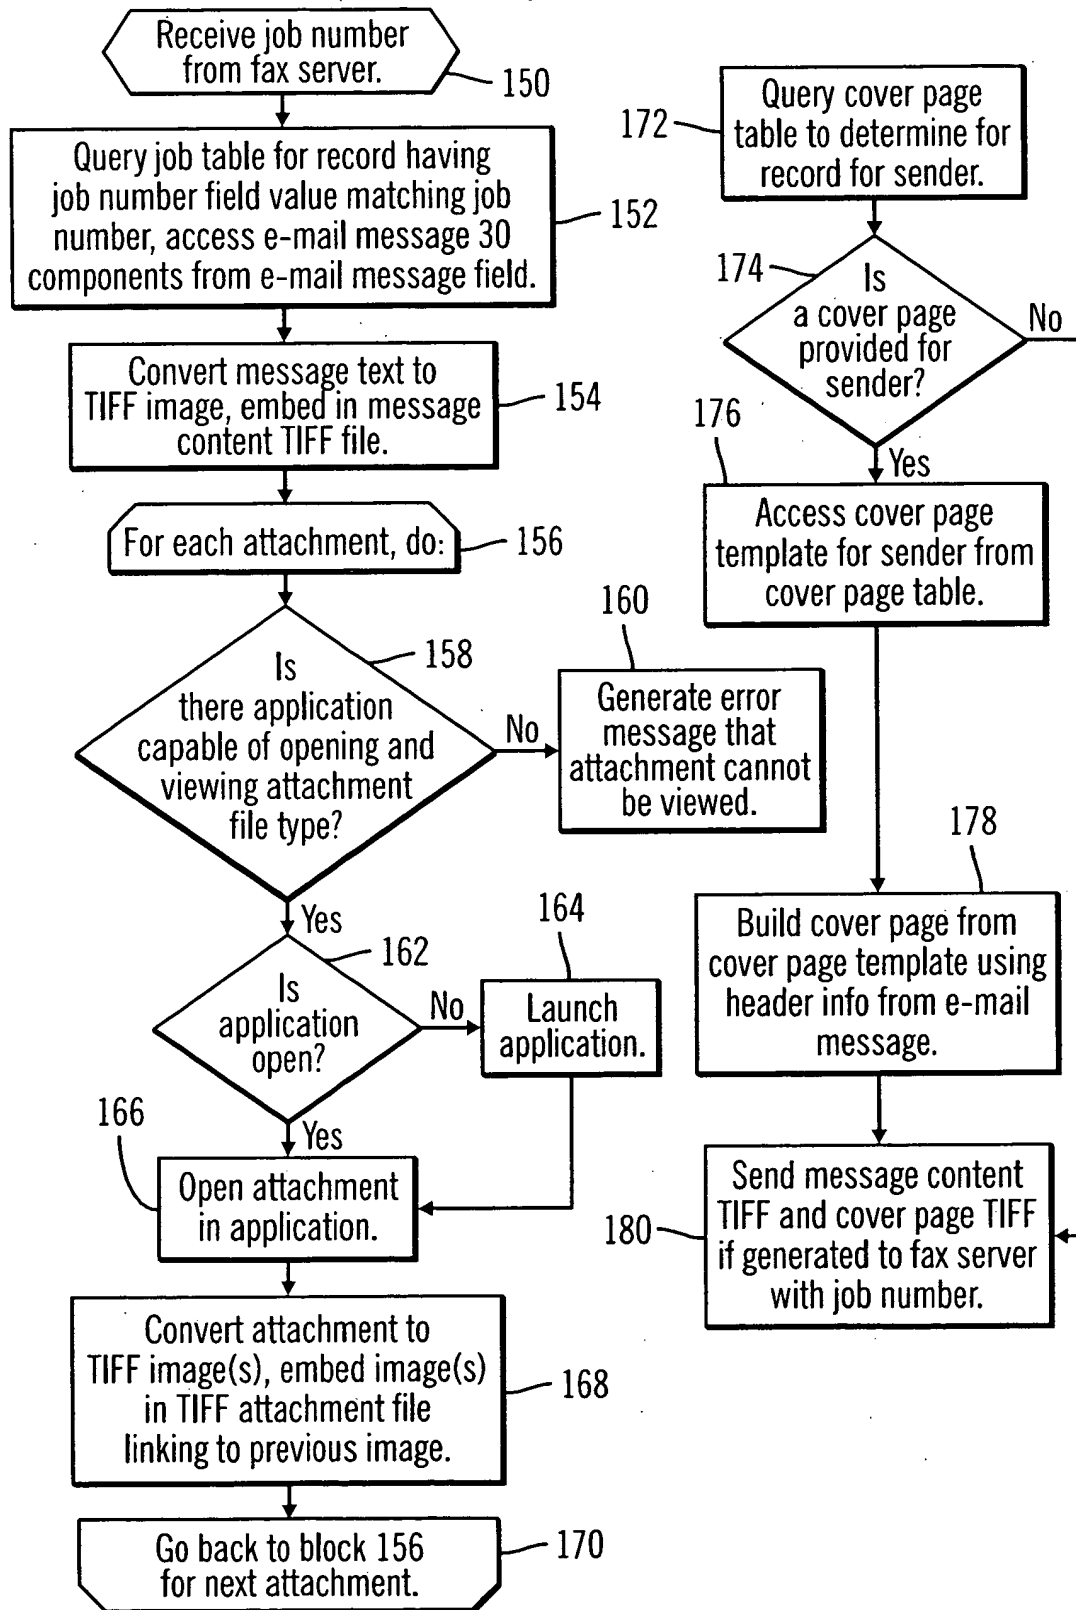 Receive job number
from fax server.
150
Query job table for record having
job number field value matching job
number, access e-mail message 30
components from e-mail message field.
152
Convert message text to
TIFF image, embed in message
content TIFF file.
154
For each attachment, do:
156
Is
there application
capable of opening and
viewing attachment
file type?
158
No
160
Generate error
message that
attachment cannot
be viewed.
Yes
162
Is
application
open?
No
164
Launch
application.
Yes
166
Open attachment
in application.
Convert attachment to
TIFF image(s), embed image(s)
in TIFF attachment file
linking to previous image.
168
Go back to block 156
for next attachment.
170
172
Query cover page
table to determine for
record for sender.
174
Is
a cover page
provided for
sender?
No
Yes
176
Access cover page
template for sender from
cover page table.
178
Build cover page from
cover page template using
header info from e-mail
message.
180
Send message content
TIFF and cover page TIFF
if generated to fax server
with job number.